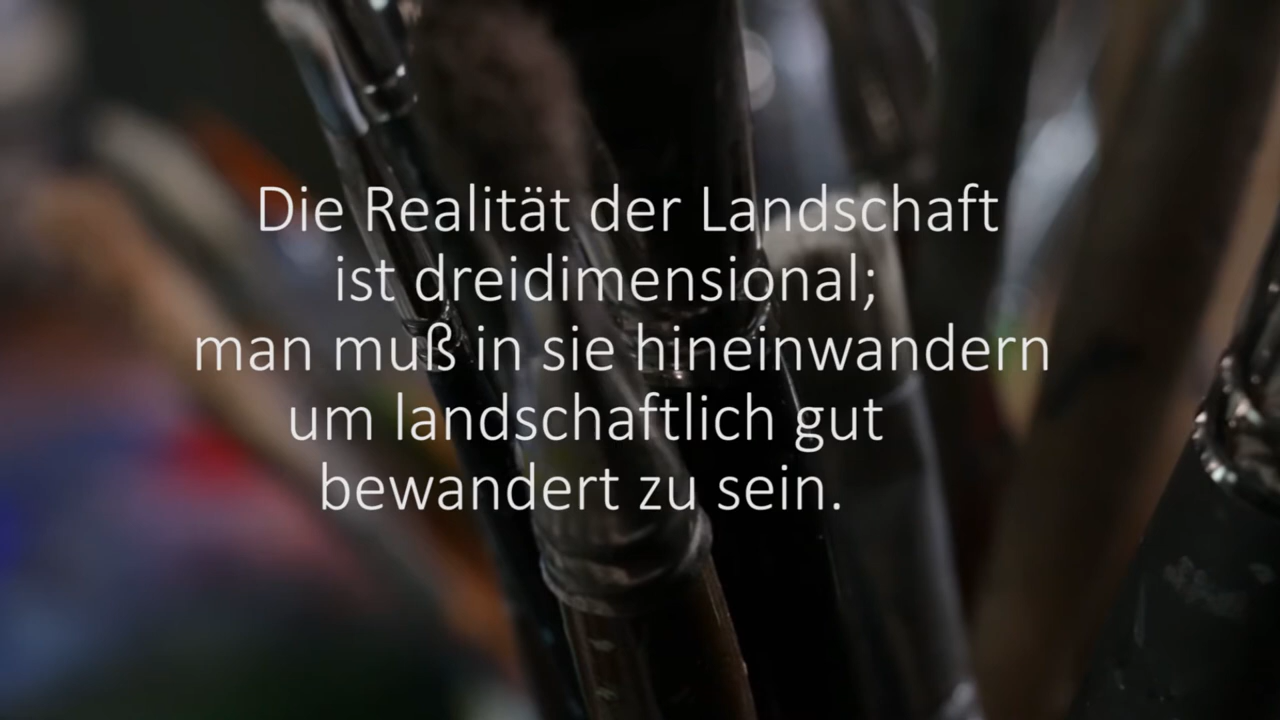 Die Realität der Landschaft
ist dreidimensional;
man muß in sie hineinwandern
um landschaftlich gut
bewandert zu sein.